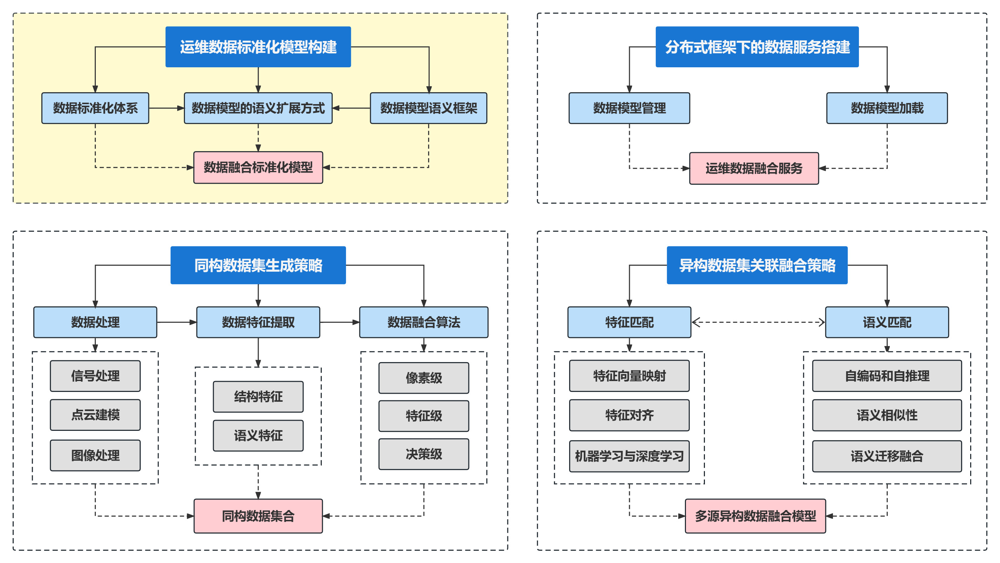 运维数据标准化模型构建
数据标准化体系
数据模型的语义扩展方式
数据模型语义框架
数据融合标准化模型
分布式框架下的数据服务搭建
数据模型管理
数据模型加载
运维数据融合服务
同构数据集生成策略
数据处理
数据特征提取
数据融合算法
信号处理
点云建模
图像处理
结构特征
语义特征
像素级
特征级
决策级
同构数据集合
异构数据集关联融合策略
特征匹配
语义匹配
特征向量映射
特征对齐
机器学习与深度学习
自编码和自推理
语义相似性
语义迁移融合
多源异构数据融合模型